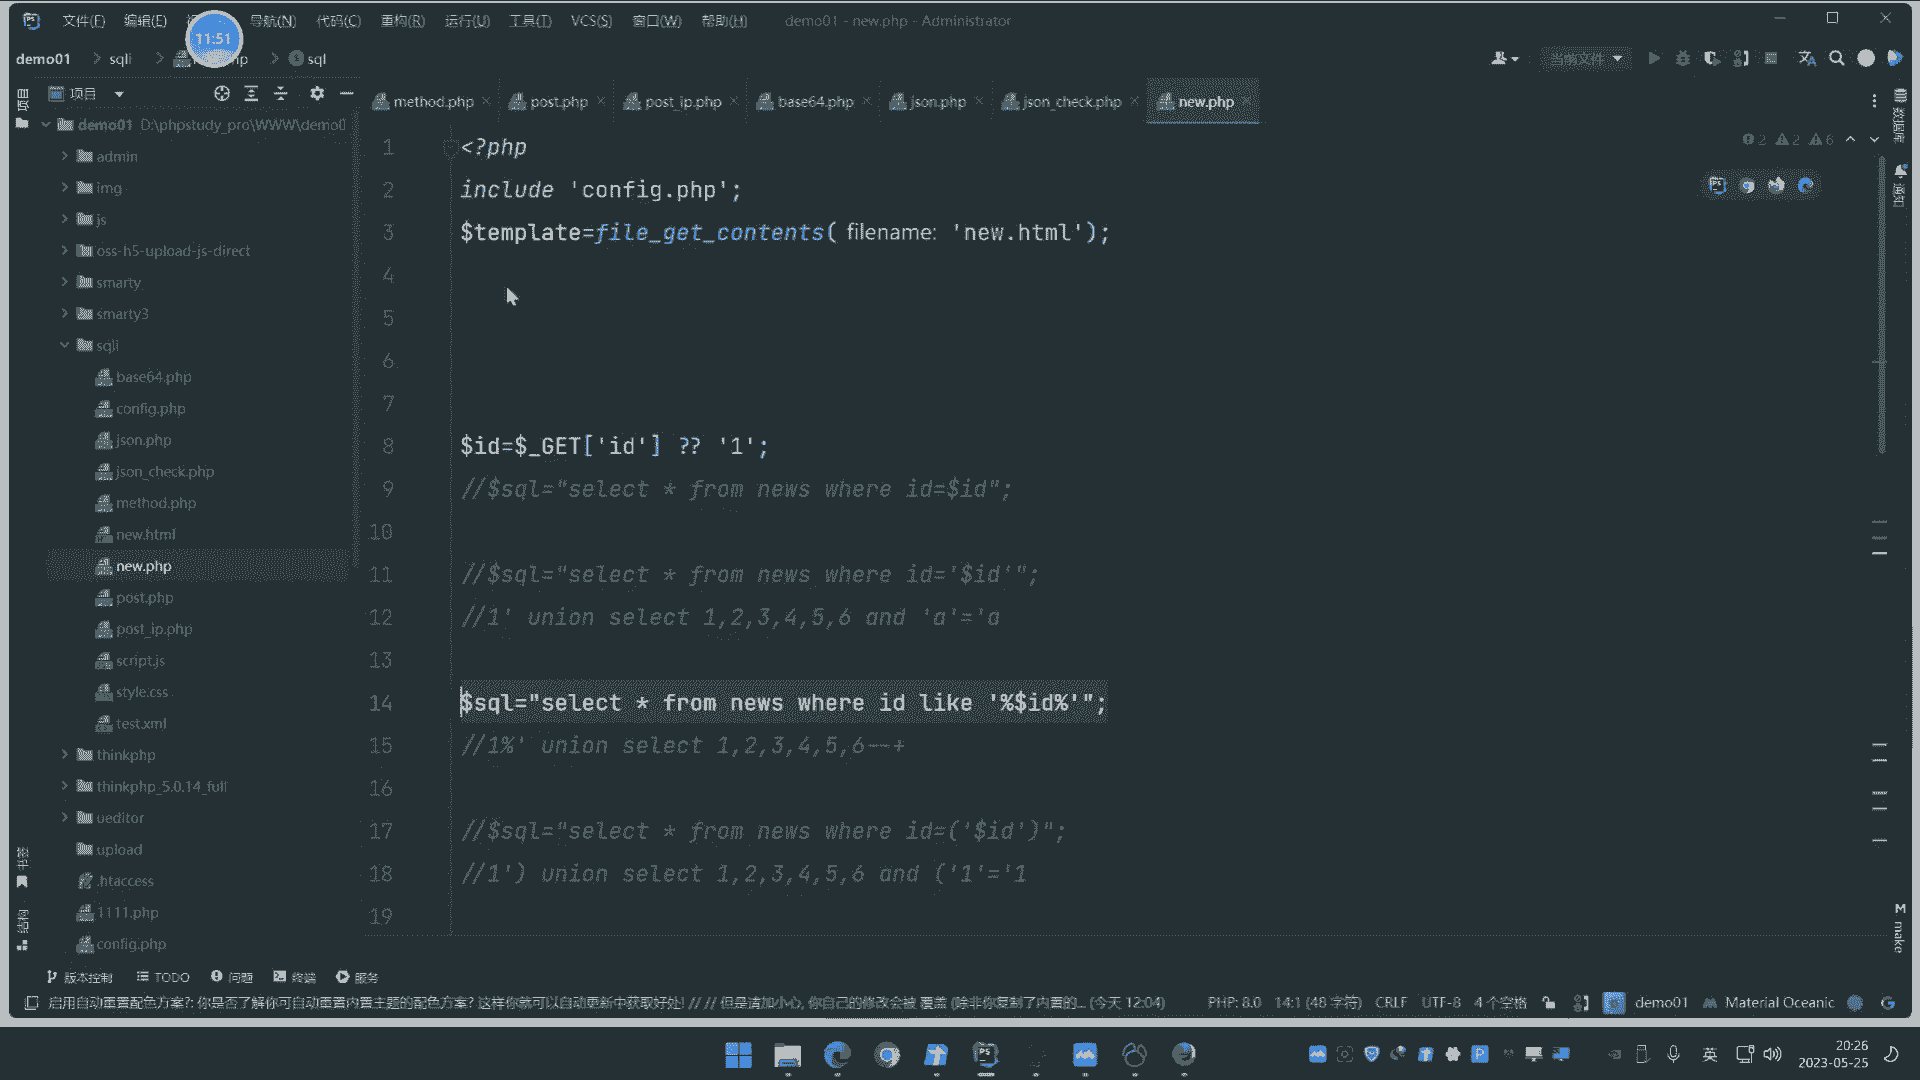 文件(F) 编辑(E) 导航(N) 代码(C) 重构(R) 运行(U) 工具(T) VCS(S) 窗口(W) 帮助(H) demo01 - new.php - Administrator
11:51
demo01 sqli hp sql 当前文件
项目 项目
method.php post.php post_ip.php base64.php json.php json_check.php new.php
数据库
通知
2 2 6
demo01 D:\phpstudy_pro\WWW\demo0
admin
img
js
oss-h5-upload-js-direct
smarty
smarty3
sqli
base64.php
config.php
json.php
json_check.php
method.php
new.html
new.php
post.php
post_ip.php
script.js
style.css
test.xml
thinkphp
thinkphp_5.0.14_full
ueditor
upload
.htaccess
1111.php
config.php
1 <?php
2 include 'config.php';
3 $template=file_get_contents( filename: 'new.html');
4
5
6
7
8 $id=$_GET['id'] ?? '1';
9 //$sql="select * from news where id=$id";
10
11 //$sql="select * from news where id='$id'";
12 //1' union select 1,2,3,4,5,6 and 'a'='a
13
14 $sql="select * from news where id like '%$id%'";
15 //1%' union select 1,2,3,4,5,6--+
16
17 //$sql="select * from news where id=('$id')";
18 //1') union select 1,2,3,4,5,6 and ('1'='1
19
书签
结构
M make
版本控制 TODO 问题 终端 服务
启用自动重置配色方案?: 你是否了解你可自动重置内置主题的配色方案? 这样你就可以自动更新中获取好处! // // 但是请加小心, 你自己的修改会被 覆盖 (除非你复制了内置的... (今天 12:04) PHP: 8.0 14:1 (48 字符) CRLF UTF-8 4 个空格 demo01 Material Oceanic
英 20:26
2023-05-25